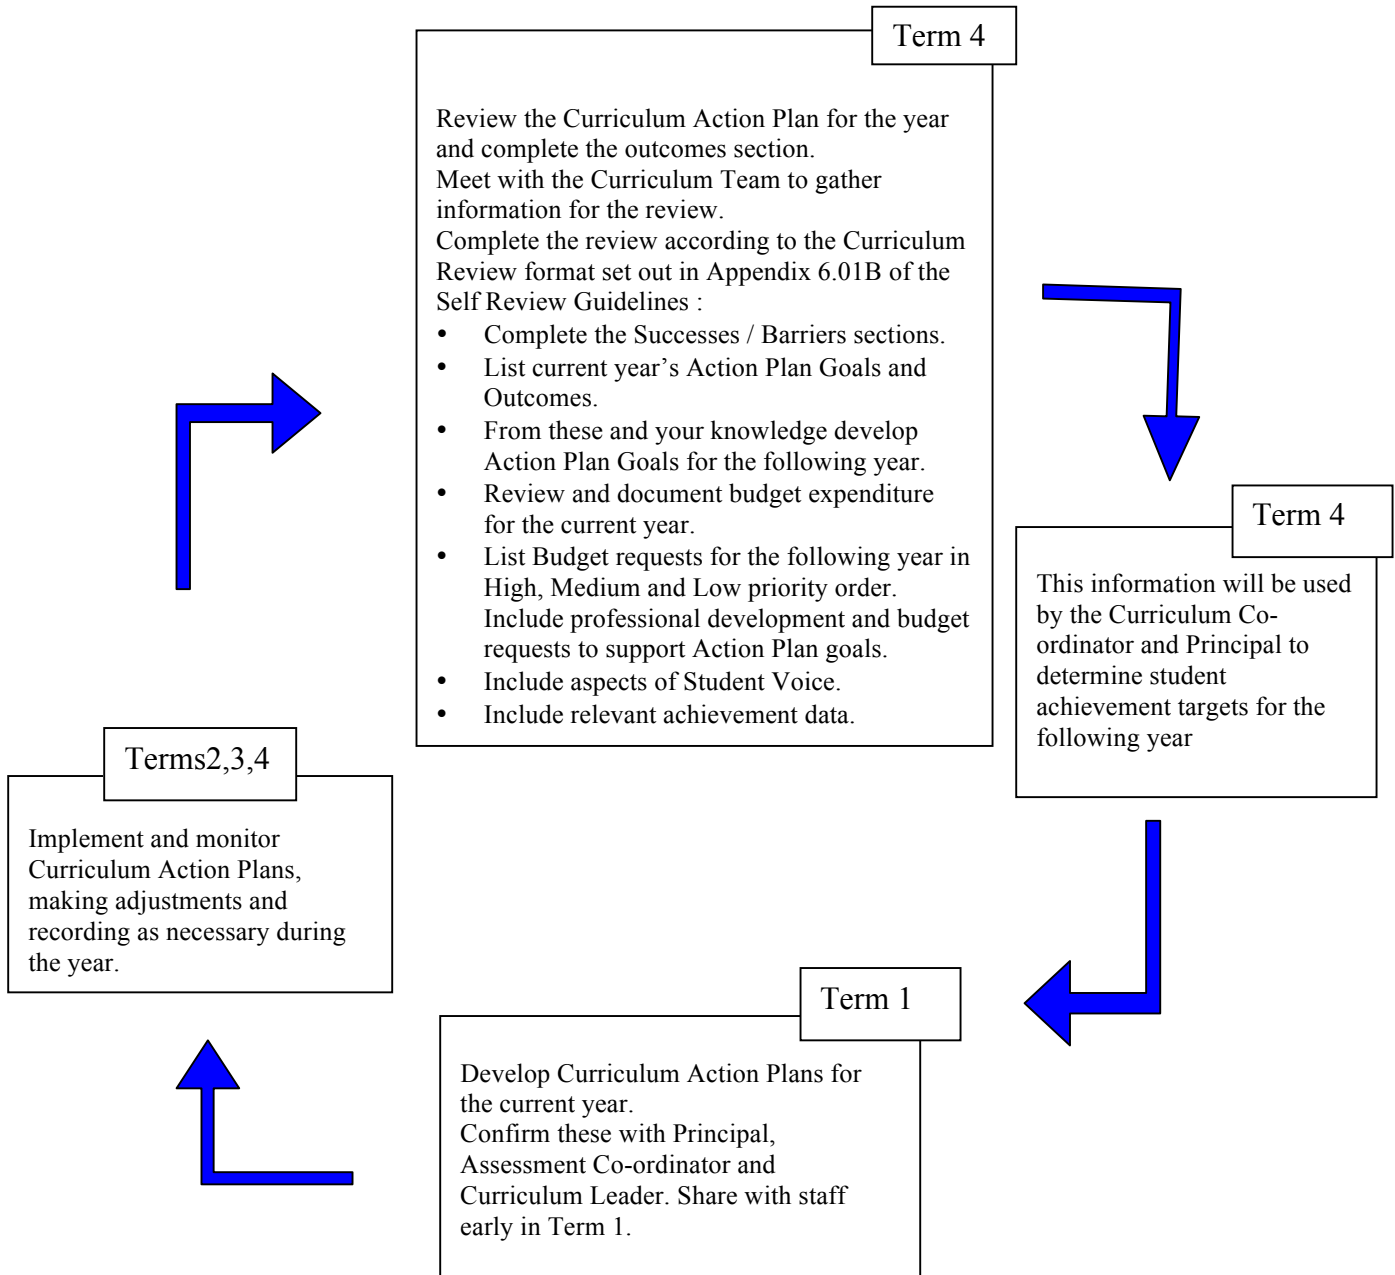 Term 4
Review the Curriculum Action Plan for the year
and complete the outcomes section.
Meet with the Curriculum Team to gather
information for the review.
Complete the review according to the Curriculum
Review format set out in Appendix 6.01B of the
Self Review Guidelines :
• Complete the Successes / Barriers sections.
• List current year’s Action Plan Goals and
Outcomes.
• From these and your knowledge develop
Action Plan Goals for the following year.
• Review and document budget expenditure
for the current year.
• List Budget requests for the following year in
High, Medium and Low priority order.
Include professional development and budget
requests to support Action Plan goals.
• Include aspects of Student Voice.
• Include relevant achievement data.
Term 4
This information will be used
by the Curriculum Co-
ordinator and Principal to
determine student
achievement targets for the
following year
Term 1
Develop Curriculum Action Plans for
the current year.
Confirm these with Principal,
Assessment Co-ordinator and
Curriculum Leader. Share with staff
early in Term 1.
Terms2,3,4
Implement and monitor
Curriculum Action Plans,
making adjustments and
recording as necessary during
the year.